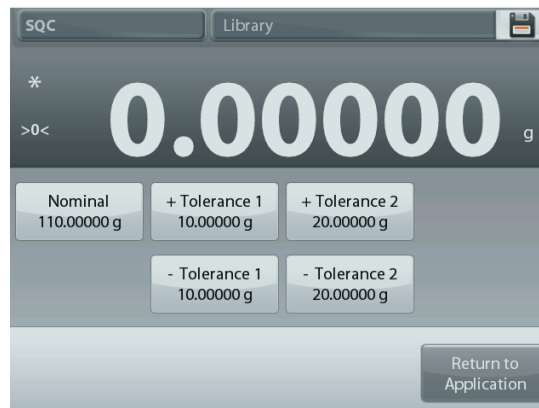 SQC
Library
*
>0<
0.00000 g
Nominal
110.00000 g
+ Tolerance 1
10.00000 g
+ Tolerance 2
20.00000 g
- Tolerance 1
10.00000 g
- Tolerance 2
20.00000 g
Return to
Application